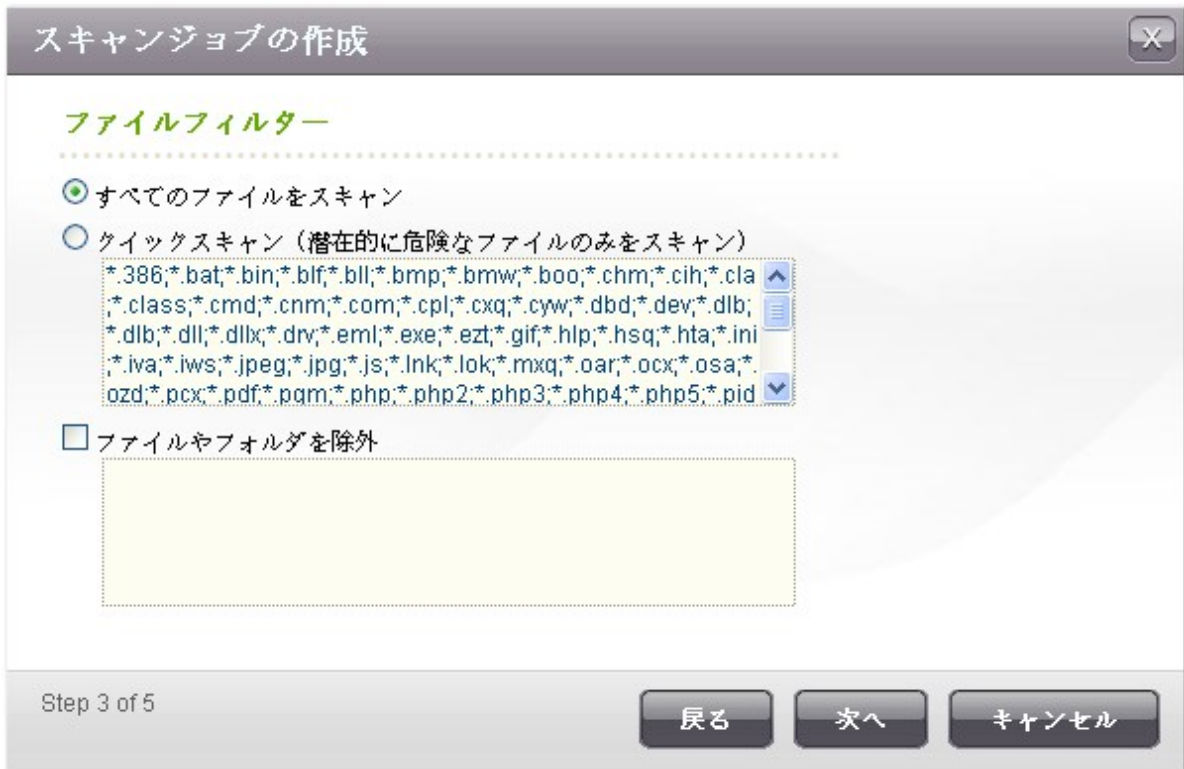 スキャンジョブの作成
X
ファイルフィルター
すべてのファイルをスキャン
クイックスキャン（潜在的に危険なファイルのみをスキャン）
*.386;*.bat;*.bin;*.blf;*.bll;*.bmp;*.bmw;*.boo;*.chm;*.cih;*.cla
;*.class;*.cmd;*.cnm;*.com;*.cpl;*.cxq;*.cyw;*.dbd;*.dev;*.dlb;
*.dlb;*.dll;*.dllx;*.drv;*.eml;*.exe;*.ezt;*.gif;*.hlp;*.hsq;*.hta;*.ini
;*.iva;*.iws;*.jpeg;*.jpg;*.js;*.lnk;*.lok;*.mxq;*.oar;*.ocx;*.osa;*.
ozd;*.pcx;*.pdf;*.pgm;*.php;*.php2;*.php3;*.php4;*.php5;*.pid
ファイルやフォルダを除外
Step 3 of 5
戻る
次へ
キャンセル